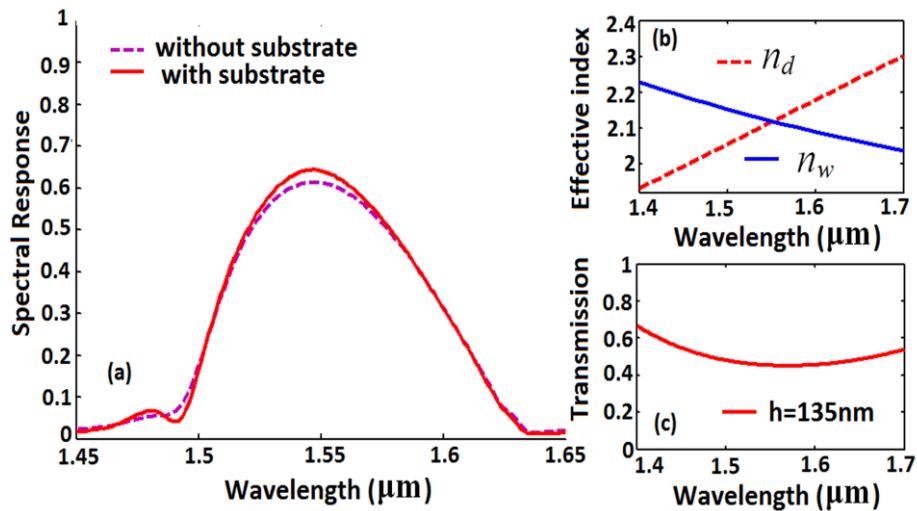 1
0.9
0.8
0.7
0.6
0.5
0.4
0.3
0.2
0.1
0
Spectral Response
without substrate
with substrate
(a)
1.45
1.5
1.55
1.6
1.65
Wavelength (μm)
2.4
2.3
2.2
2.1
2
Effective index
(b)
n_d
n_w
1.4
1.5
1.6
1.7
Wavelength (μm)
1
0.8
0.6
0.4
0.2
0
Transmission
(c)
h=135nm
1.4
1.5
1.6
1.7
Wavelength (μm)